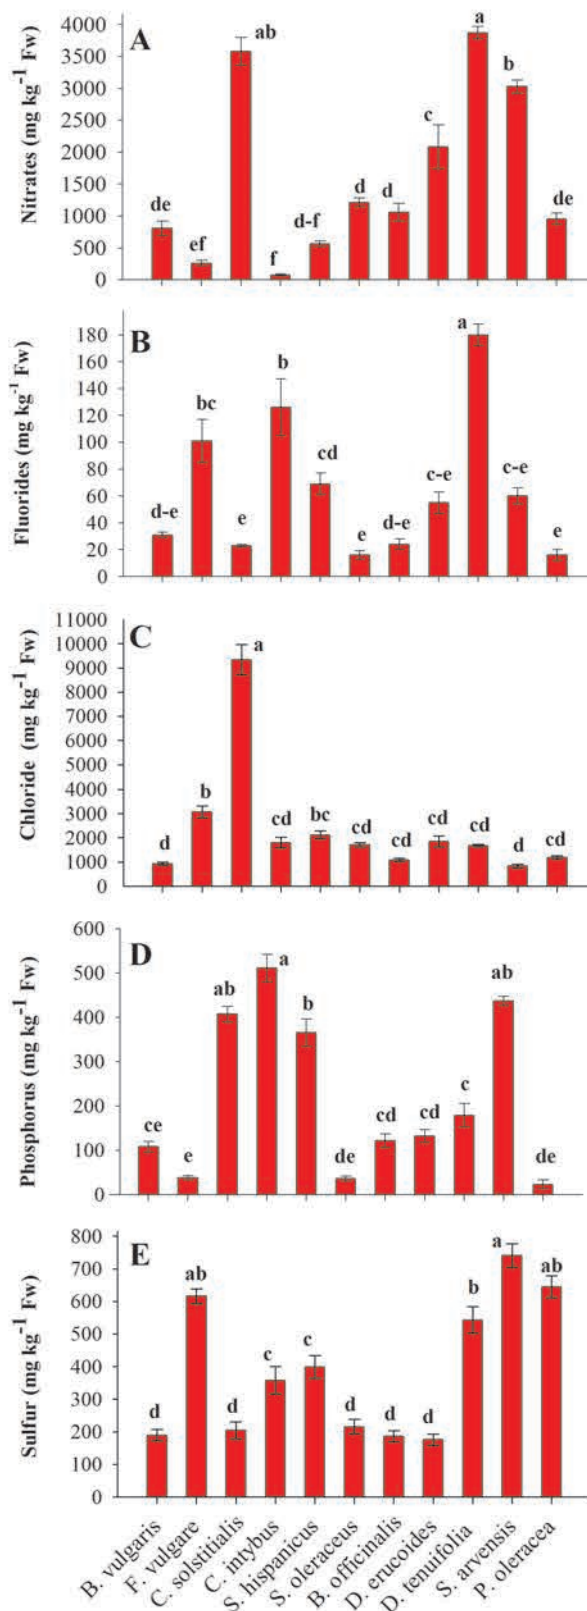 A
Nitrates (mg kg-1 Fw)
4000
3500
3000
2500
2000
1500
1000
500
0
de
ef
ab
f
d-f
d
d
c
a
b
de
B
Fluorides (mg kg-1 Fw)
180
160
140
120
100
80
60
40
20
0
d-e
bc
e
b
cd
e
d-e
c-e
a
c-e
e
C
Chloride (mg kg-1 Fw)
11000
10000
9000
8000
7000
6000
5000
4000
3000
2000
1000
0
d
b
a
cd
bc
cd
cd
cd
cd
d
cd
D
Phosphorus (mg kg-1 Fw)
600
500
400
300
200
100
0
ce
e
ab
a
b
de
cd
cd
c
ab
de
E
Sulfur (mg kg-1 Fw)
800
700
600
500
400
300
200
100
0
d
ab
d
c
c
d
d
d
b
a
ab
B. vulgaris
F. vulgare
C. solstitialis
C. intybus
S. hispanicus
S. oleraceus
B. officinalis
D. erucoides
D. tenuifolia
S. arvensis
P. oleracea